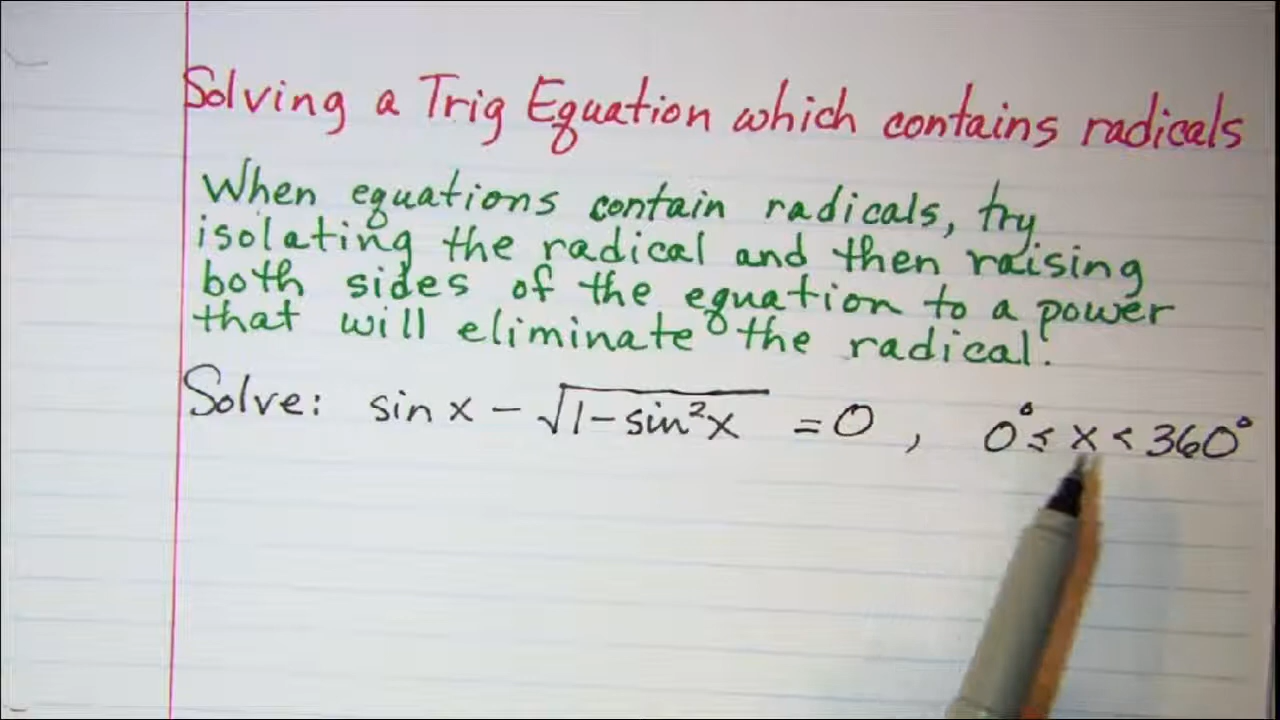 Solving a Trig Equation which contains radicals
When equations contain radicals, try
isolating the radical and then raising
both sides of the equation to a power
that will eliminate the radical.
Solve: sin x - √(1-sin²x) = 0 , 0° ≤ x < 360°